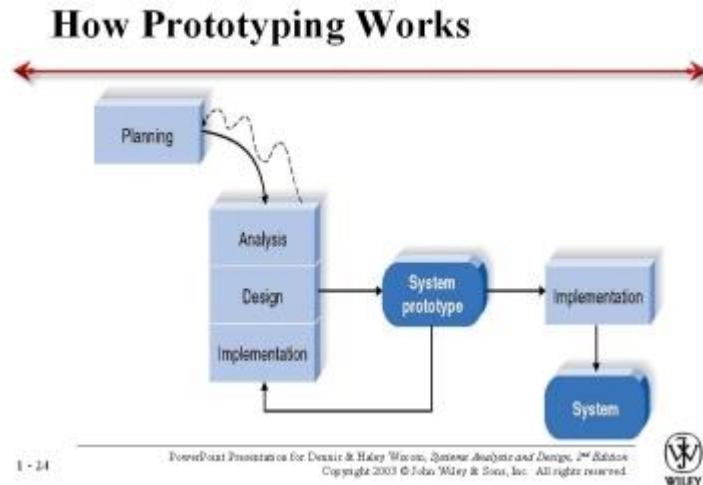 How Prototyping Works
Planning
Analysis
Design
Implementation
System
prototype
Implementation
System
1 - 24
PowerPoint Presentation for Dennis & Haley Wixom, Systems Analysis and Design, 2nd Edition
Copyright 2003 © John Wiley & Sons, Inc. All rights reserved.
WILEY